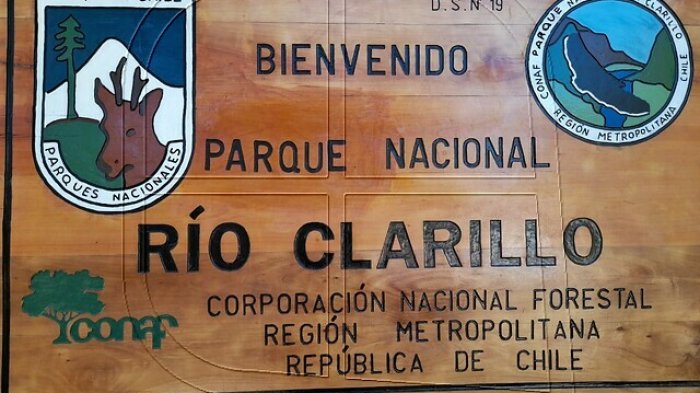 D.S.N 19
BIENVENIDO
PARQUE NACIONAL
RÍO CLARILLO
CORPORACIÓN NACIONAL FORESTAL
REGIÓN METROPOLITANA
REPÚBLICA DE CHILE
PARQUES NACIONALES
conaf
CONAF PARQUE NACIONAL RÍO CLARILLO CHILE
REGIÓN METROPOLITANA